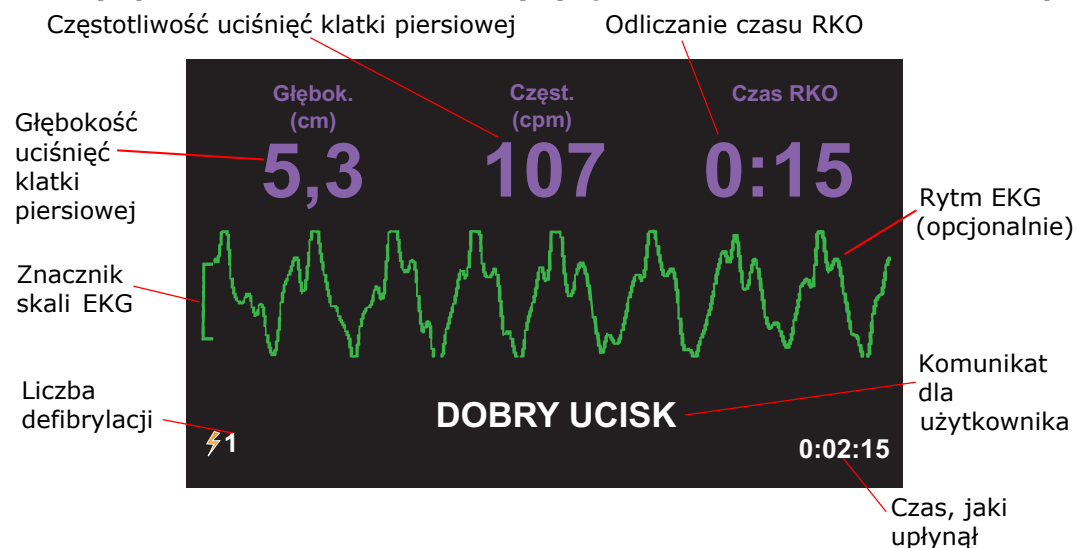 Częstotliwość uciśnięć klatki piersiowej
Odliczanie czasu RKO
Głębok.
(cm)
Częst.
(cpm)
Czas RKO
5,3
107
0:15
Głębokość
uciśnięć
klatki
piersiowej
Rytm EKG
(opcjonalnie)
Znacznik
skali EKG
Komunikat
dla
użytkownika
Liczba
defibrylacji
DOBRY UCISK
1
0:02:15
Czas, jaki
upłynął